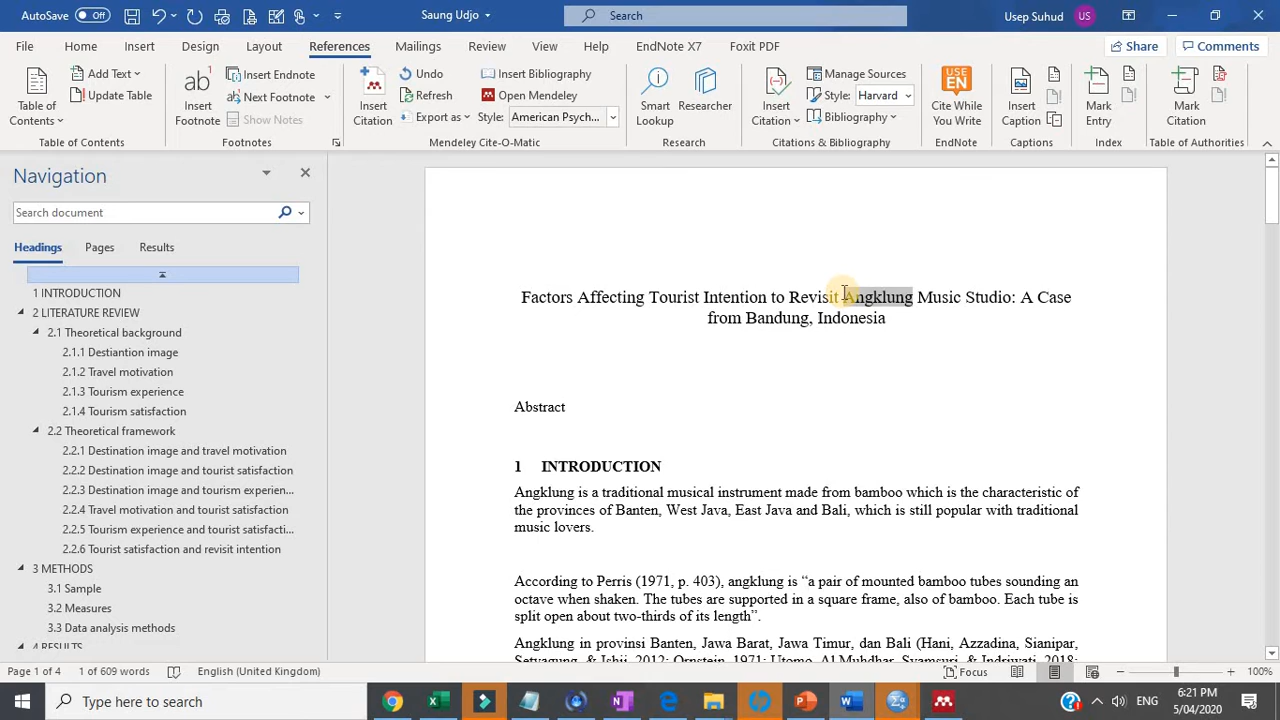 AutoSave Off Saung Udjo Search Usep Suhud US
File Home Insert Design Layout References Mailings Review View Help EndNote X7 Foxit PDF Share Comments
Table of Contents
Add Text
Update Table
Table of Contents
ab
Insert Footnote
Insert Endnote
Next Footnote
Show Notes
Footnotes
Insert Citation
Undo
Refresh
Export as
Insert Bibliography
Open Mendeley
Style: American Psych...
Mendeley Cite-O-Matic
Smart Lookup
Researcher
Research
Insert Citation
Manage Sources
Style: Harvard
Bibliography
Citations & Bibliography
USE EN
Cite While You Write
EndNote
Insert Caption
Captions
Mark Entry
Index
Mark Citation
Table of Authorities
Navigation
Search document
Headings Pages Results
1 INTRODUCTION
2 LITERATURE REVIEW
2.1 Theoretical background
2.1.1 Destiantion image
2.1.2 Travel motivation
2.1.3 Tourism experience
2.1.4 Tourism satisfaction
2.2 Theoretical framework
2.2.1 Destination image and travel motivation
2.2.2 Destination image and tourist satisfaction
2.2.3 Destination image and tourism experien...
2.2.4 Travel motivation and tourist satisfaction
2.2.5 Tourism experience and tourist satisfacti...
2.2.6 Tourist satisfaction and revisit intention
3 METHODS
3.1 Sample
3.2 Measures
3.3 Data analysis methods
4 RESULTS
Factors Affecting Tourist Intention to Revisit Angklung Music Studio: A Case
from Bandung, Indonesia
Abstract
1 INTRODUCTION
Angklung is a traditional musical instrument made from bamboo which is the characteristic of
the provinces of Banten, West Java, East Java and Bali, which is still popular with traditional
music lovers.
According to Perris (1971, p. 403), angklung is “a pair of mounted bamboo tubes sounding an
octave when shaken. The tubes are supported in a square frame, also of bamboo. Each tube is
split open about two-thirds of its length”.
Angklung in provinsi Banten, Jawa Barat, Jawa Timur, dan Bali (Hani, Azzadina, Sianipar,
Setyagung, & Ishii, 2012; Ornstein, 1971; Utomo, Al Muhdhar, Syamsuri, & Indriwati, 2018;
Page 1 of 4 1 of 609 words English (United Kingdom) Focus 100%
Type here to search ENG 6:21 PM
5/04/2020